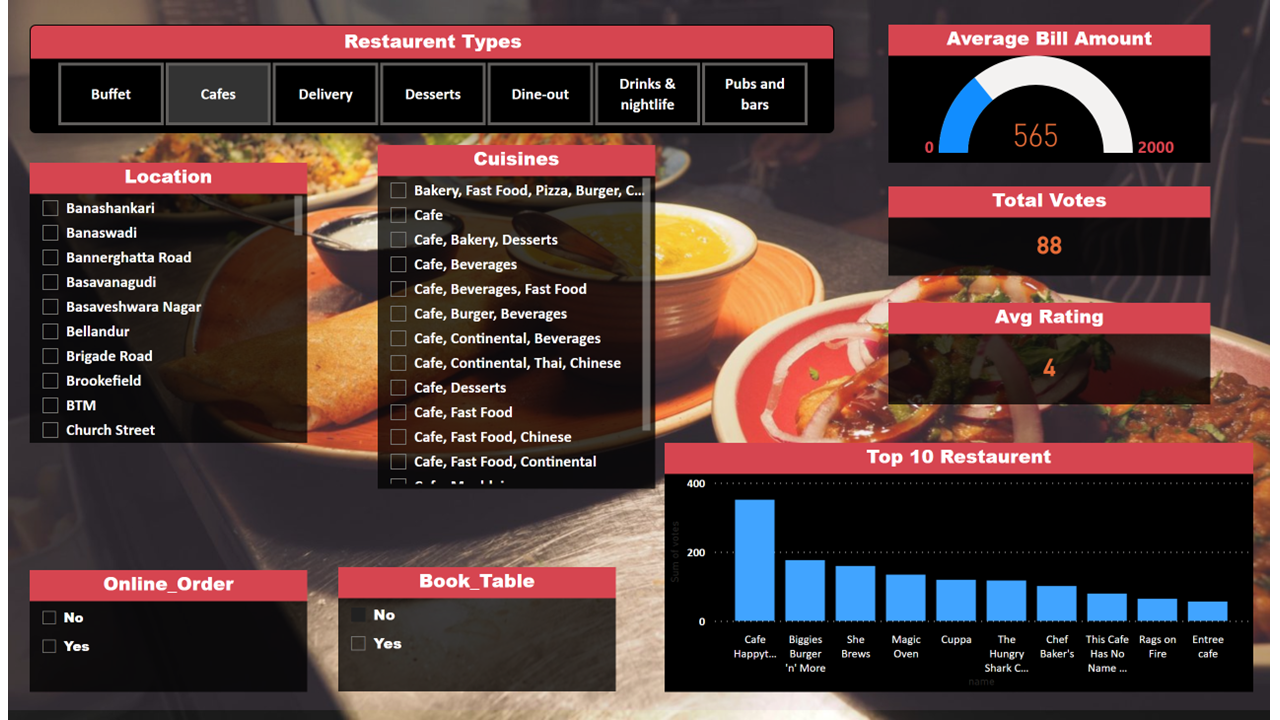 Restaurent Types
Buffet
Cafes
Delivery
Desserts
Dine-out
Drinks &
nightlife
Pubs and
bars
Average Bill Amount
0
565
2000
Location
Banashankari
Banaswadi
Bannerghatta Road
Basavanagudi
Basaveshwara Nagar
Bellandur
Brigade Road
Brookefield
BTM
Church Street
Cuisines
Bakery, Fast Food, Pizza, Burger, C...
Cafe
Cafe, Bakery, Desserts
Cafe, Beverages
Cafe, Beverages, Fast Food
Cafe, Burger, Beverages
Cafe, Continental, Beverages
Cafe, Continental, Thai, Chinese
Cafe, Desserts
Cafe, Fast Food
Cafe, Fast Food, Chinese
Cafe, Fast Food, Continental
Total Votes
88
Avg Rating
4
Online_Order
No
Yes
Book_Table
No
Yes
Top 10 Restaurent
Sum of votes
400
200
0
Cafe
Happyt...
Biggies
Burger
'n' More
She
Brews
Magic
Oven
Cuppa
The
Hungry
Shark C...
Chef
Baker's
This Cafe
Has No
Name ...
Rags on
Fire
Entree
cafe
name